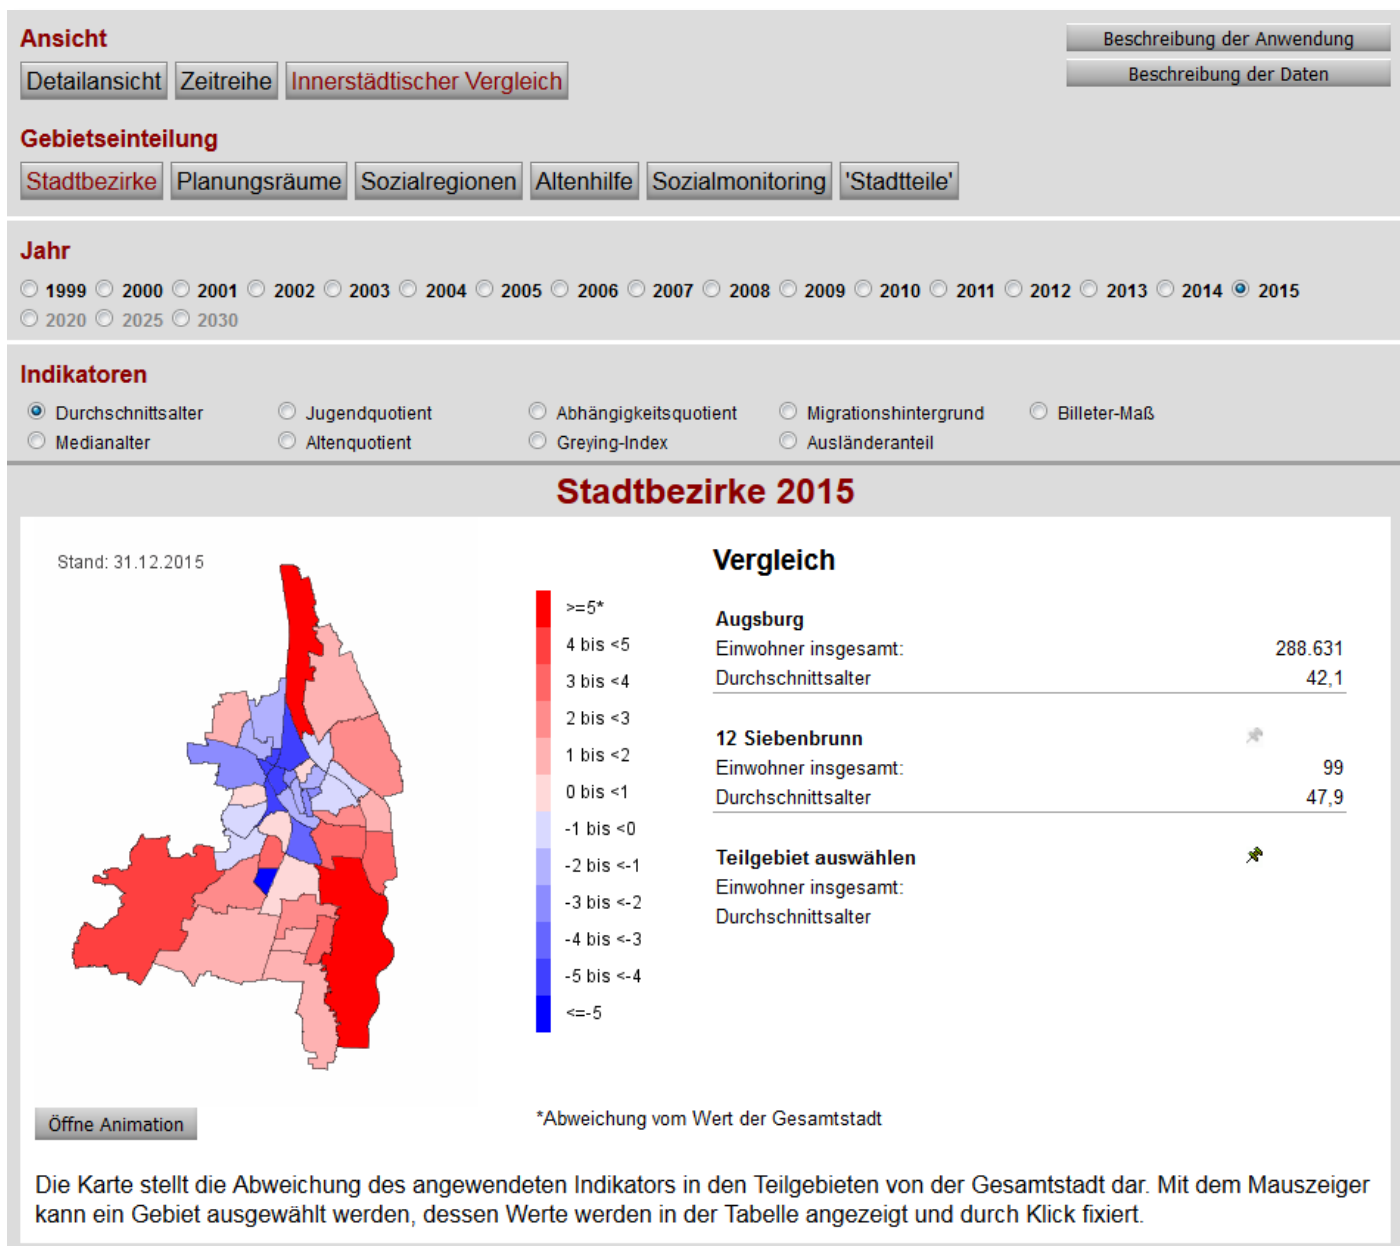 Ansicht
Beschreibung der Anwendung
Detailansicht Zeitreihe Innerstädtischer Vergleich
Beschreibung der Daten
Gebietseinteilung
Stadtbezirke Planungsräume Sozialregionen Altenhilfe Sozialmonitoring 'Stadtteile'
Jahr
1999 2000 2001 2002 2003 2004 2005 2006 2007 2008 2009 2010 2011 2012 2013 2014 2015
2020 2025 2030
Indikatoren
Durchschnittsalter Jugendquotient Abhängigkeitsquotient Migrationshintergrund Billeter-Maß
Medianalter Altenquotient Greying-Index Ausländeranteil
Stadtbezirke 2015
Stand: 31.12.2015
>=5*
4 bis <5
3 bis <4
2 bis <3
1 bis <2
0 bis <1
-1 bis <0
-2 bis <-1
-3 bis <-2
-4 bis <-3
-5 bis <-4
<=-5
Vergleich
Augsburg
Einwohner insgesamt: 288.631
Durchschnittsalter 42,1
12 Siebenbrunn
Einwohner insgesamt: 99
Durchschnittsalter 47,9
Teilgebiet auswählen
Einwohner insgesamt:
Durchschnittsalter
Öffne Animation
*Abweichung vom Wert der Gesamtstadt
Die Karte stellt die Abweichung des angewendeten Indikators in den Teilgebieten von der Gesamtstadt dar. Mit dem Mauszeiger
kann ein Gebiet ausgewählt werden, dessen Werte werden in der Tabelle angezeigt und durch Klick fixiert.